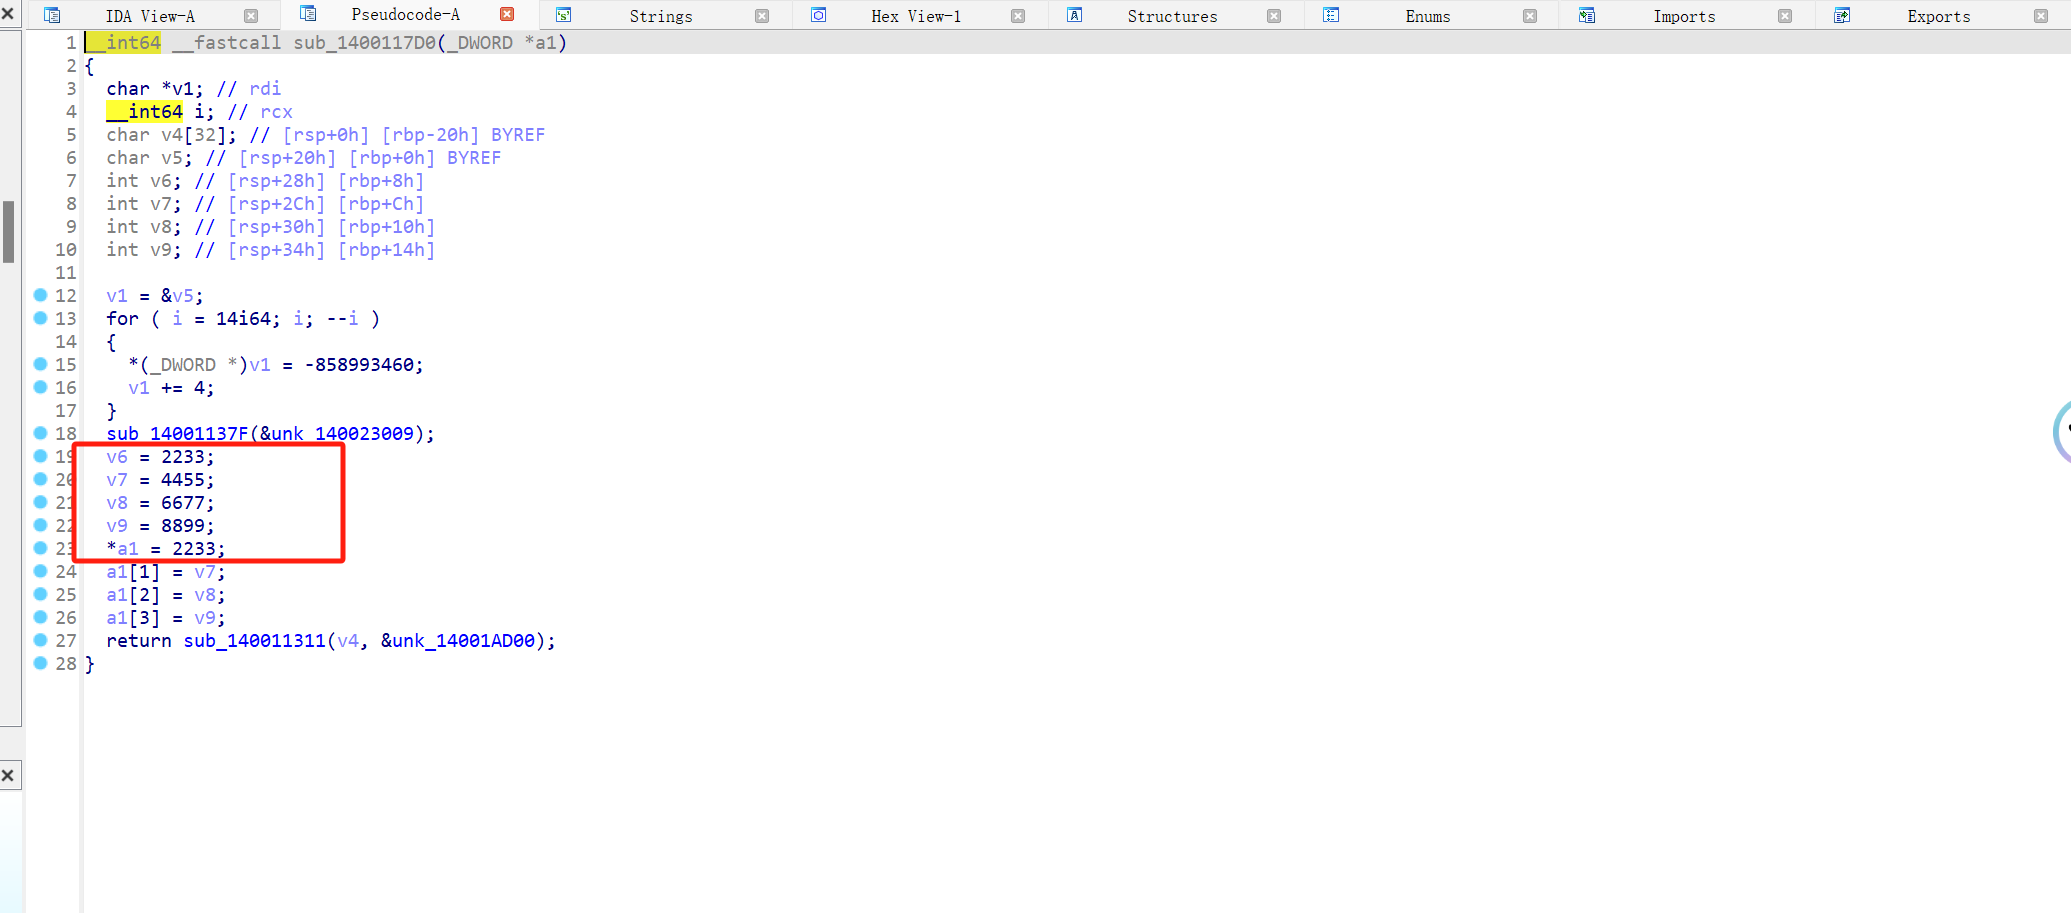 IDA View-A Pseudocode-A Strings Hex View-1 Structures Enums Imports Exports
1 __int64 __fastcall sub_1400117D0(_DWORD *a1)
2 {
3 char *v1; // rdi
4 __int64 i; // rcx
5 char v4[32]; // [rsp+0h] [rbp-20h] BYREF
6 char v5; // [rsp+20h] [rbp+0h] BYREF
7 int v6; // [rsp+28h] [rbp+8h]
8 int v7; // [rsp+2Ch] [rbp+Ch]
9 int v8; // [rsp+30h] [rbp+10h]
10 int v9; // [rsp+34h] [rbp+14h]
11
12 v1 = &v5;
13 for ( i = 14i64; i; --i )
14 {
15 *(_DWORD *)v1 = -858993460;
16 v1 += 4;
17 }
18 sub_14001137F(&unk_140023009);
19 v6 = 2233;
20 v7 = 4455;
21 v8 = 6677;
22 v9 = 8899;
23 *a1 = 2233;
24 a1[1] = v7;
25 a1[2] = v8;
26 a1[3] = v9;
27 return sub_140011311(v4, &unk_14001AD00);
28 }